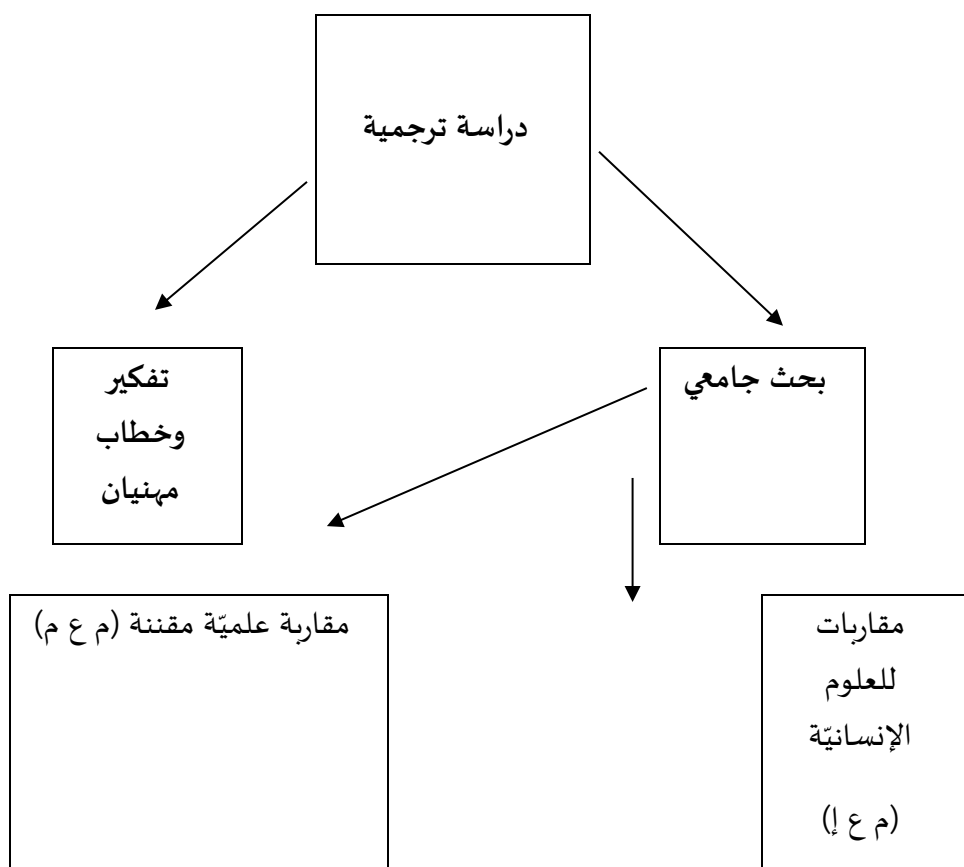 دراسة ترجمية
بحث جامعي
تفكير
وخطاب
مهنيان
مقاربات
للعلوم
الإنسانيّة
(م ع إ)
مقاربة علميّة مقننة (م ع م)